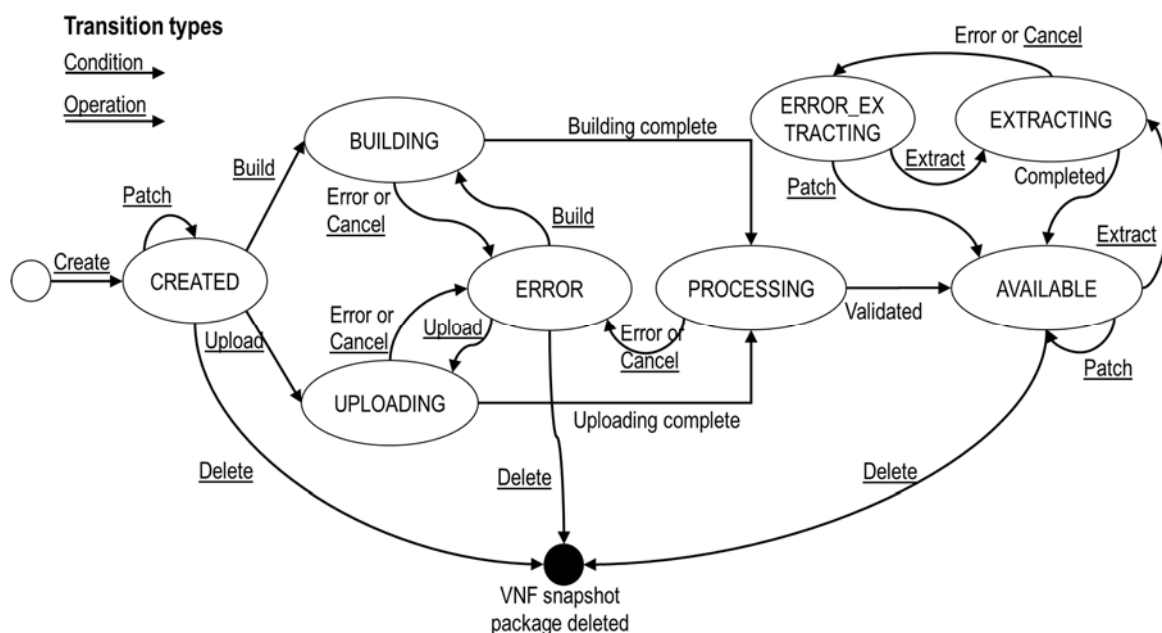 Transition types
Condition
Operation
Error or Cancel
ERROR_EX
TRACTING
EXTRACTING
BUILDING
Building complete
Build
Extract
Completed
Patch
Error or
Cancel
Patch
Build
Extract
Create
CREATED
ERROR
PROCESSING
Validated
AVAILABLE
Error or
Cancel
Upload
Error or
Cancel
Upload
Patch
UPLOADING
Uploading complete
Delete
Delete
Delete
VNF snapshot
package deleted